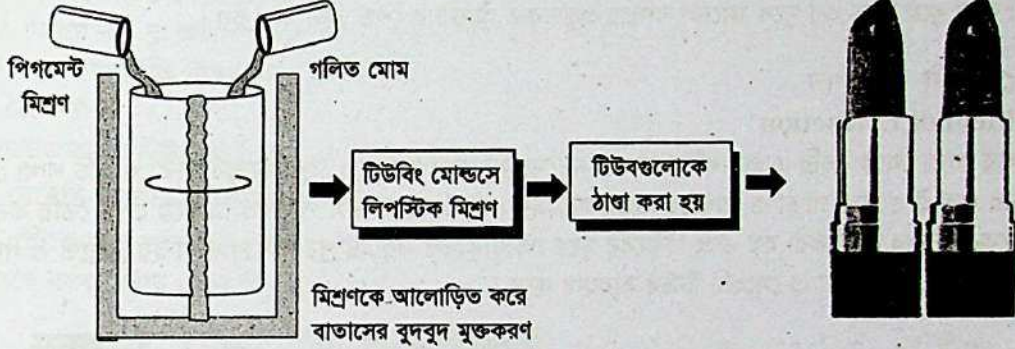 পিগমেন্ট
মিশ্রণ
গলিত মোম
টিউবিং মোল্ডসে
লিপস্টিক মিশ্রণ
টিউবগুলোকে
ঠাণ্ডা করা হয়
মিশ্রণকে আলোড়িত করে
বাতাসের বুদবুদ মুক্তকরণ